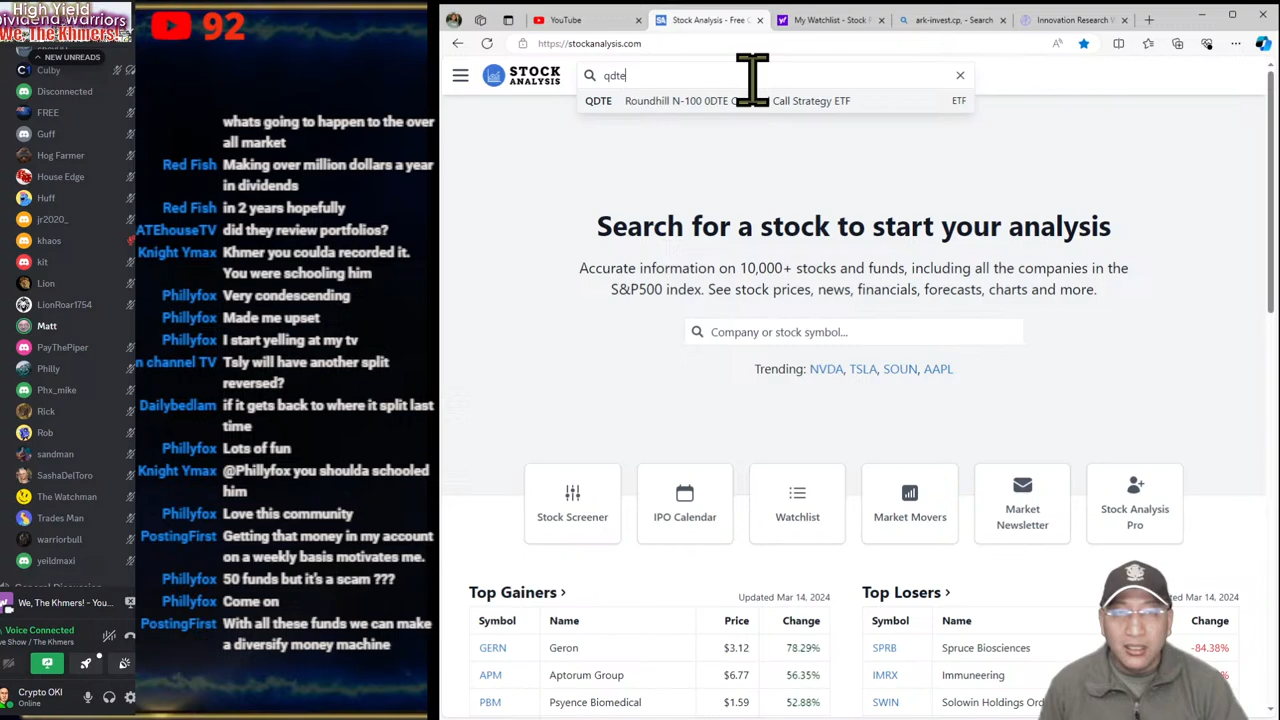 High Yield
Dividend Warriors
We, The Khmers!
NEW UNREADS
Culby
Disconnected
FREE
Guff
Hog Farmer
House Edge
Huff
jr2020_
khaos
kit
Lion
LionRoar1754
Matt
PayThePiper
Philly
Phx_mike
Rick
Rob
sandman
SashaDelToro
The Watchman
Trades Man
warriorbull
yeildmaxi
We, The Khmers! - You...
Voice Connected
ve Show / The Khmers
Crypto OKI
Online
92
whats going to happen to the over
all market
Red Fish Making over million dollars a year
in dividends
Red Fish in 2 years hopefully
ATEhouseTV did they review portfolios?
Knight Ymax Khmer you coulda recorded it.
You were schooling him
Phillyfox Very condescending
Phillyfox Made me upset
Phillyfox I start yelling at my tv
n channel TV Tsly will have another split
reversed?
Dailybedlam if it gets back to where it split last
time
Phillyfox Lots of fun
Knight Ymax @Phillyfox you shoulda schooled
him
Phillyfox Love this community
PostingFirst Getting that money in my account
on a weekly basis motivates me.
Phillyfox 50 funds but it's a scam ???
Phillyfox Come on
PostingFirst With all these funds we can make
a diversify money machine
YouTube
Stock Analysis - Free
My Watchlist - Stock P
ark-invest.cp, - Search
Innovation Research W
https://stockanalysis.com
STOCK
ANALYSIS
qdte
QDTE Roundhill N-100 0DTE Call Strategy ETF ETF
Search for a stock to start your analysis
Accurate information on 10,000+ stocks and funds, including all the companies in the
S&P500 index. See stock prices, news, financials, forecasts, charts and more.
Company or stock symbol...
Trending: NVDA, TSLA, SOUN, AAPL
Stock Screener
IPO Calendar
Watchlist
Market Movers
Market
Newsletter
Stock Analysis
Pro
Top Gainers
Updated Mar 14, 2024
Symbol Name Price Change
GERN Geron $3.12 78.29%
APM Aptorum Group $6.77 56.35%
PBM Psyence Biomedical $1.59 52.88%
Top Losers
ted Mar 14, 2024
Symbol Name Change
SPRB Spruce Biosciences -84.38%
IMRX Immuneering
SWIN Solowin Holdings Ord